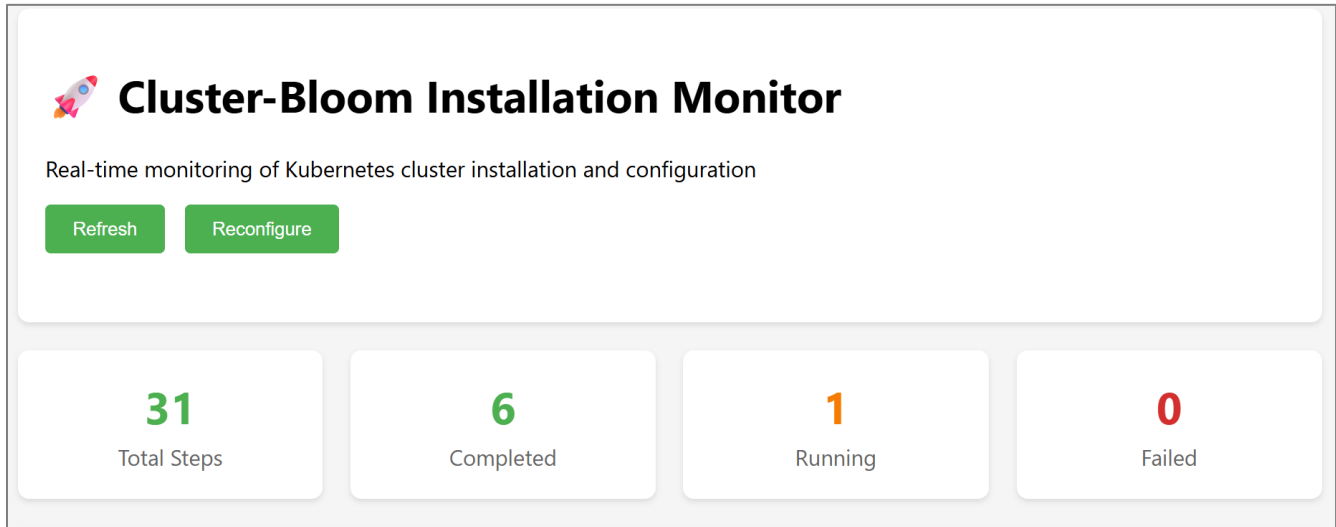 🚀 Cluster-Bloom Installation Monitor
Real-time monitoring of Kubernetes cluster installation and configuration
Refresh Reconfigure
31 6 1 0
Total Steps Completed Running Failed